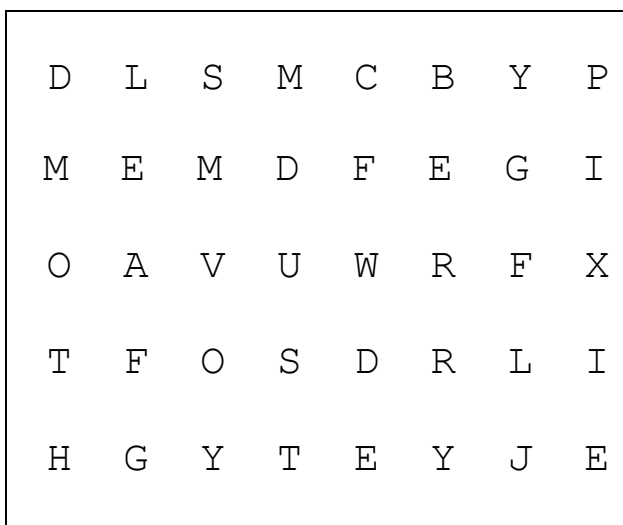 D L S M C B Y P
M E M D F E G I
O A V U W R F X
T F O S D R L I
H G Y T E Y J E